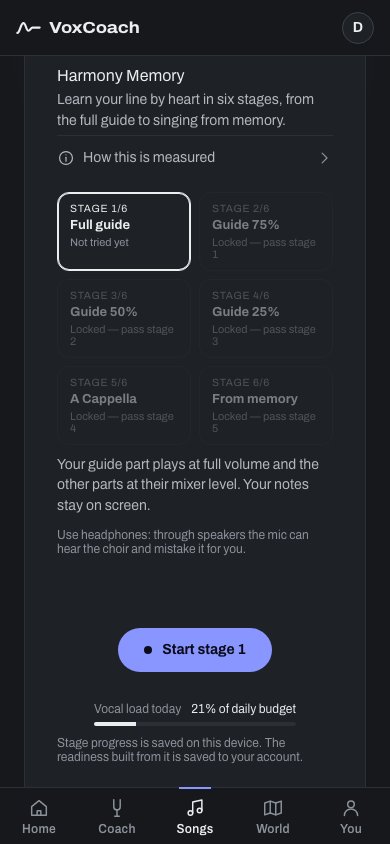 VoxCoach
D
Harmony Memory
Learn your line by heart in six stages, from
the full guide to singing from memory.
How this is measured
STAGE 1/6
Full guide
Not tried yet
STAGE 2/6
Guide 75%
Locked — pass stage
1
STAGE 3/6
Guide 50%
Locked — pass stage
2
STAGE 4/6
Guide 25%
Locked — pass stage
3
STAGE 5/6
A Cappella
Locked — pass stage
4
STAGE 6/6
From memory
Locked — pass stage
5
Your guide part plays at full volume and the
other parts at their mixer level. Your notes
stay on screen.
Use headphones: through speakers the mic can
hear the choir and mistake it for you.
Start stage 1
Vocal load today 21% of daily budget
Stage progress is saved on this device. The
readiness built from it is saved to your account.
Home
Coach
Songs
World
You